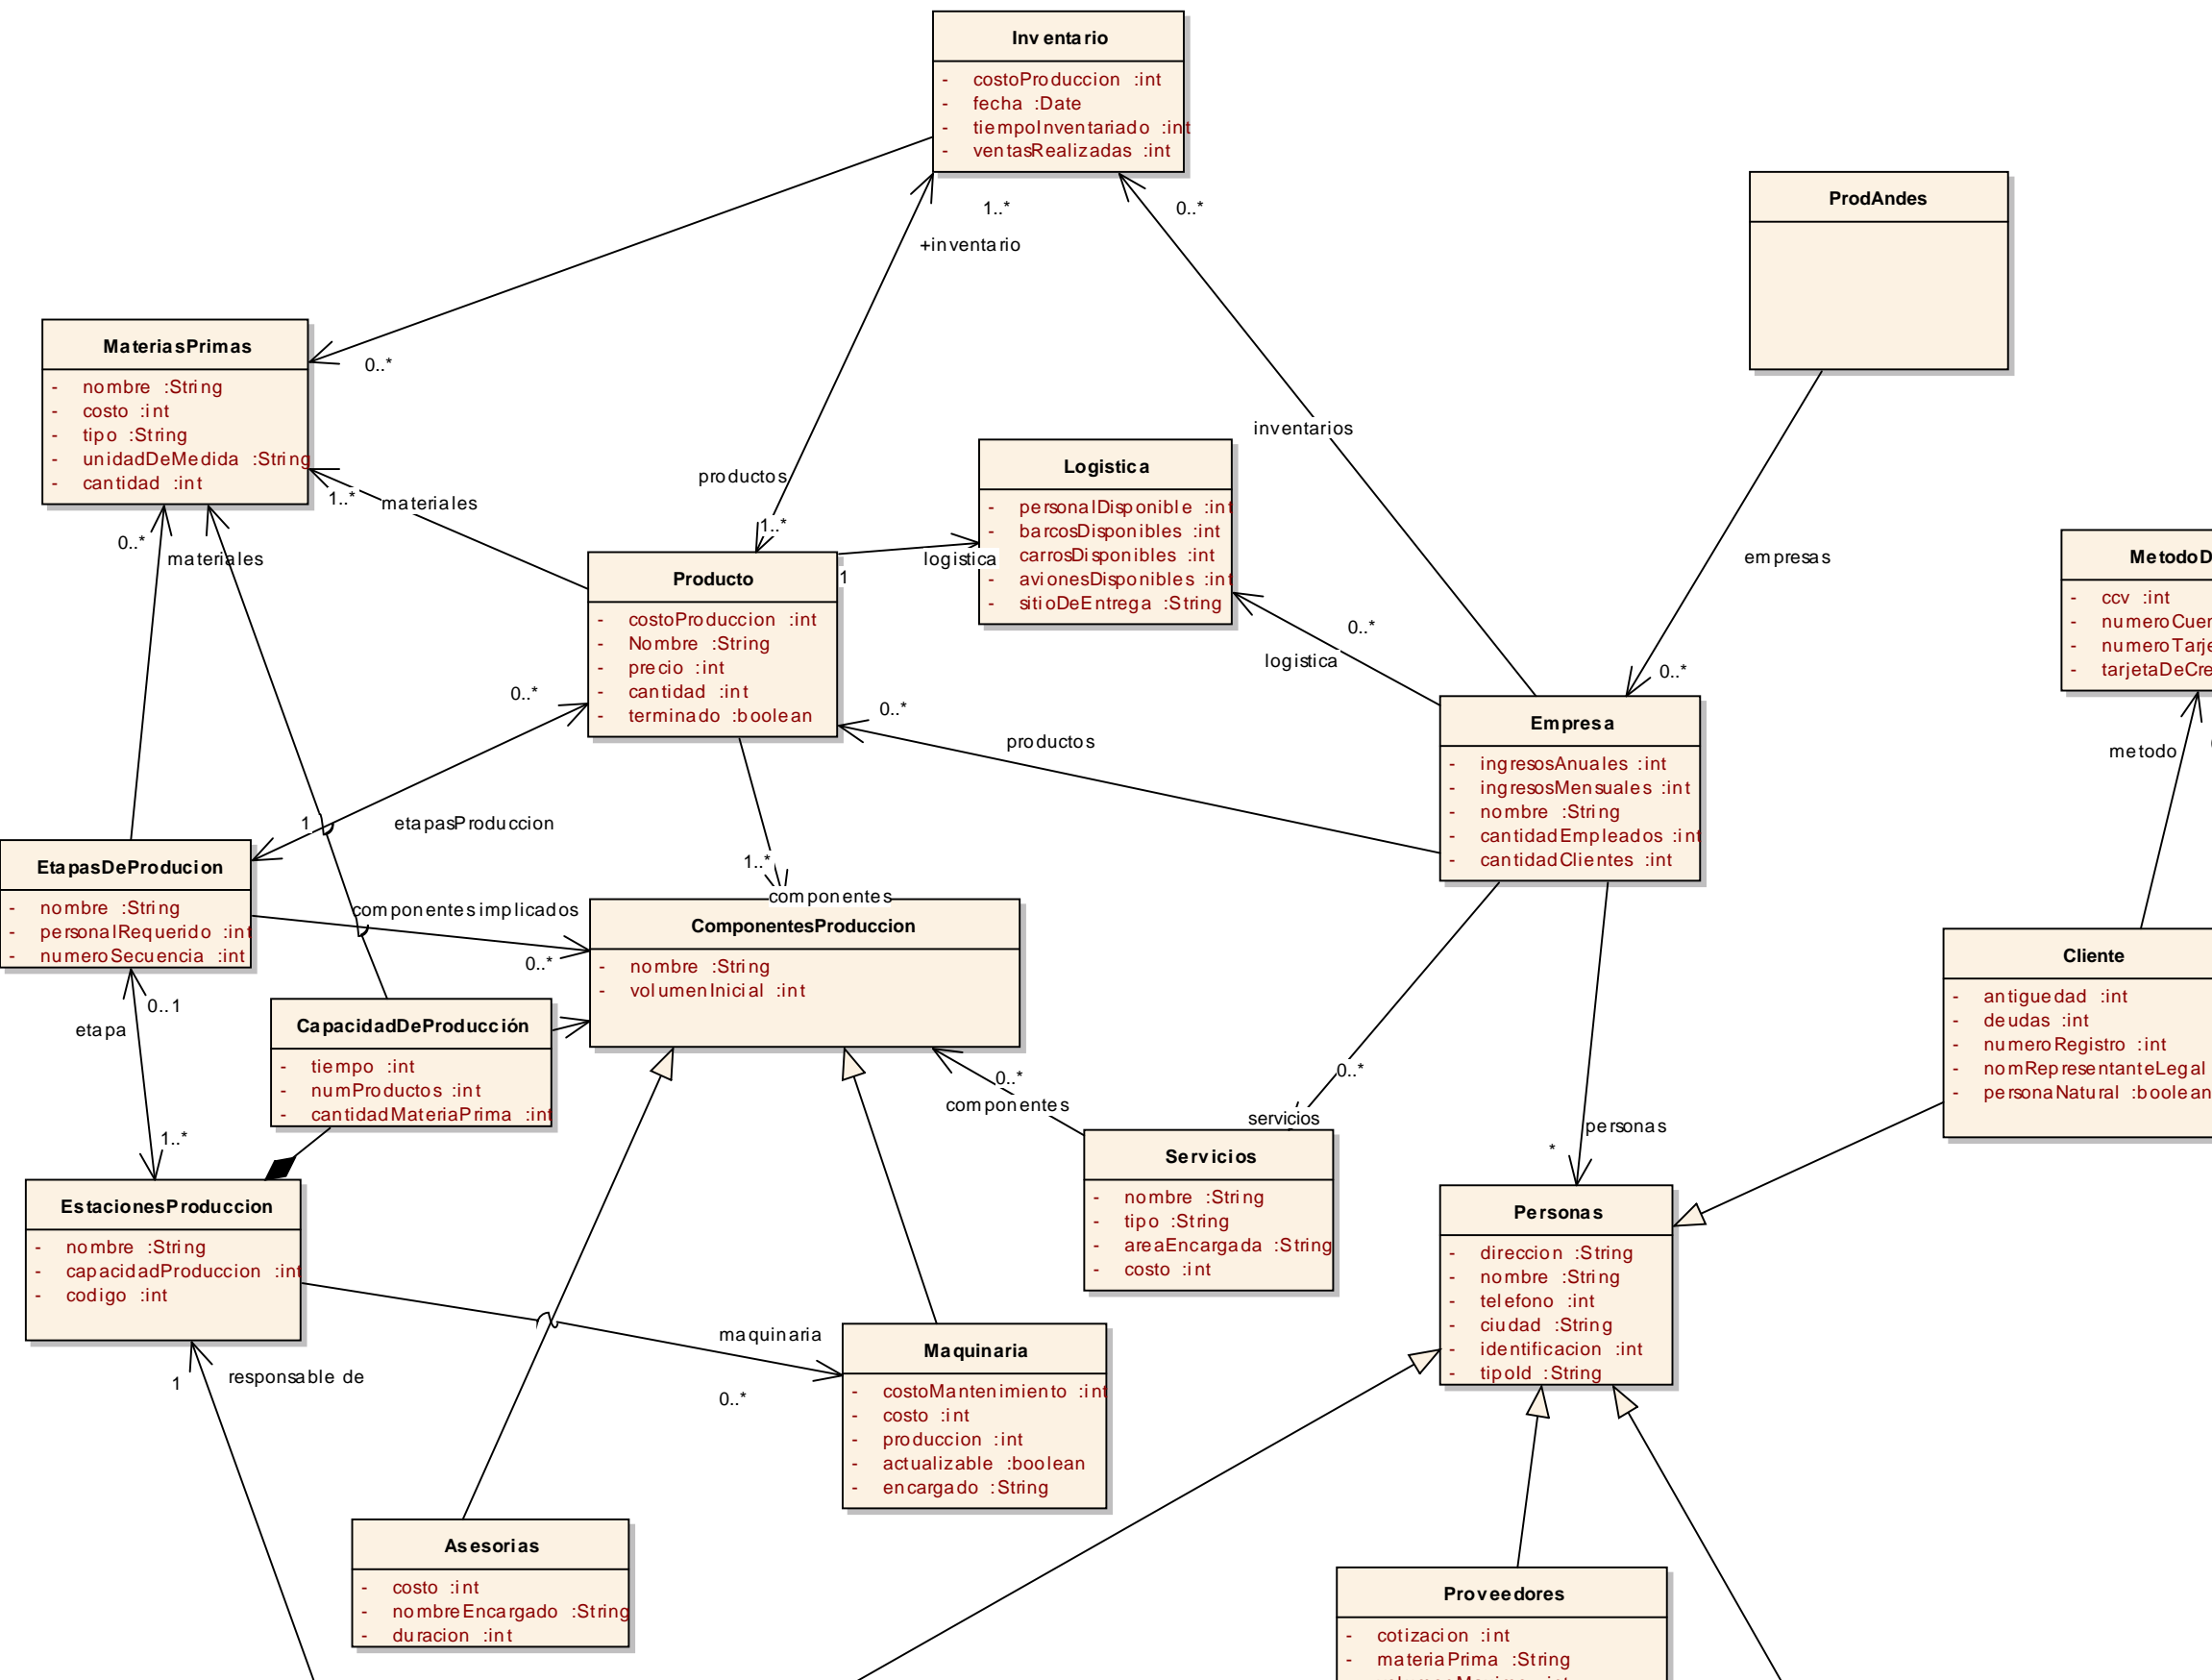 Inventario
- costoProduccion :int
- fecha :Date
- tiempoInventariado :int
- ventasRealizadas :int
1..*
0..*
+inventario
ProdAndes
MateriasPrimas
- nombre :String
- costo :int
- tipo :String
- unidadDeMedida :String
- cantidad :int
0..*
1..*
materiales
0..*
materiales
inventarios
productos
1..*
Logistica
- personalDisponible :int
- barcosDisponibles :int
- carrosDisponibles :int
- avionesDisponibles :int
- sitioDeEntrega :String
logistica
1
empresas
0..*
0..*
logistica
Producto
- costoProduccion :int
- Nombre :String
- precio :int
- cantidad :int
- terminado :boolean
0..*
0..*
productos
Empresa
- ingresosAnuales :int
- ingresosMensuales :int
- nombre :String
- cantidadEmpleados :int
- cantidadClientes :int
- ccv :int
metodo
1
etapasProduccion
1..*
componentes
EtapasDeProducion
- nombre :String
- personalRequerido :int
- numeroSecuencia :int
componentes implicados
0..*
ComponentesProduccion
- nombre :String
- volumenInicial :int
0..1
etapa
CapacidadDeProducción
- tiempo :int
- numProductos :int
- cantidadMateriaPrima :int
1..*
0..*
componentes
0..*
servicios
personas
*
Cliente
- antiguedad :int
- deudas :int
- numeroRegistro :int
- nomRepresentanteLegal
- personaNatural :boolean
EstacionesProduccion
- nombre :String
- capacidadProduccion :int
- codigo :int
Servicios
- nombre :String
- tipo :String
- areaEncargada :String
- costo :int
Personas
- direccion :String
- nombre :String
- telefono :int
- ciudad :String
- identificacion :int
- tipoId :String
maquinaria
0..*
1
responsable de
Maquinaria
- costoMantenimiento :int
- costo :int
- produccion :int
- actualizable :boolean
- encargado :String
Asesorias
- costo :int
- nombreEncargado :String
- duracion :int
Proveedores
- cotizacion :int
- materiaPrima :String